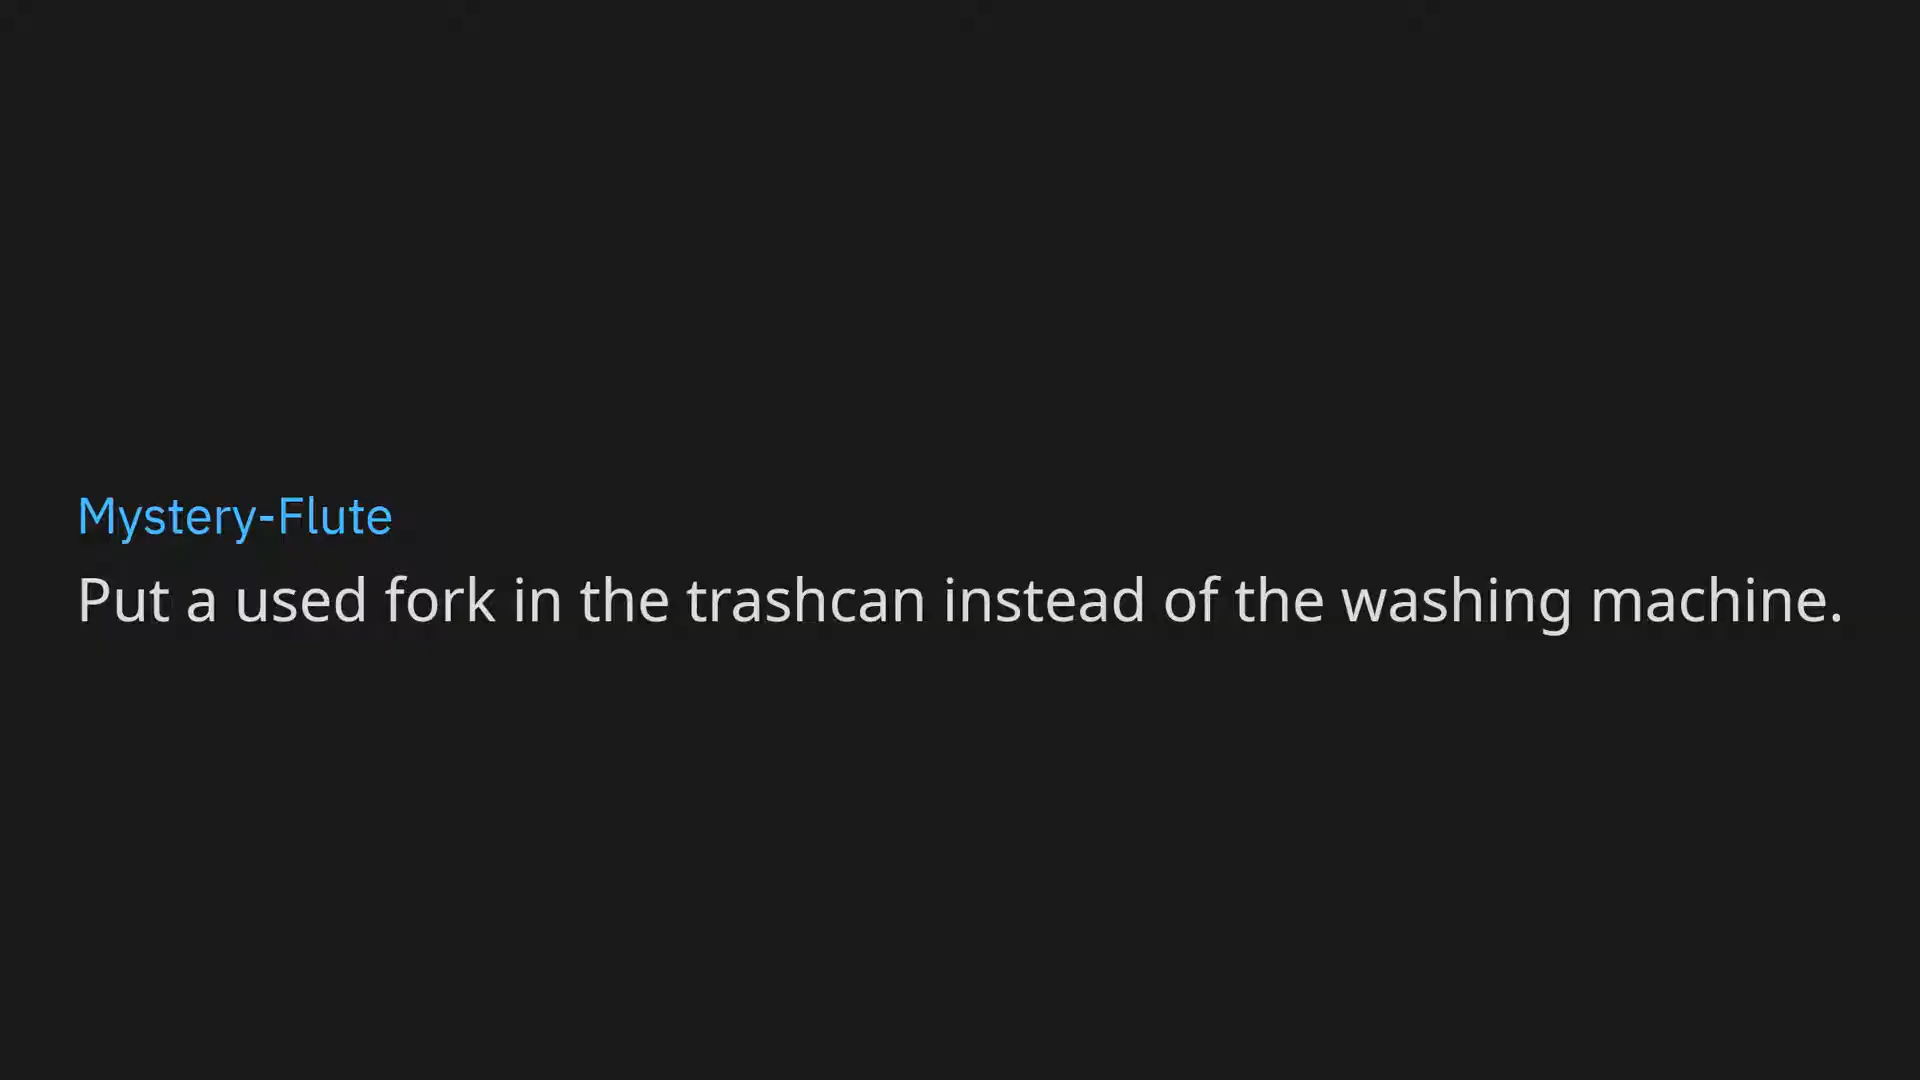 Mystery-Flute
Put a used fork in the trashcan instead of the washing machine.